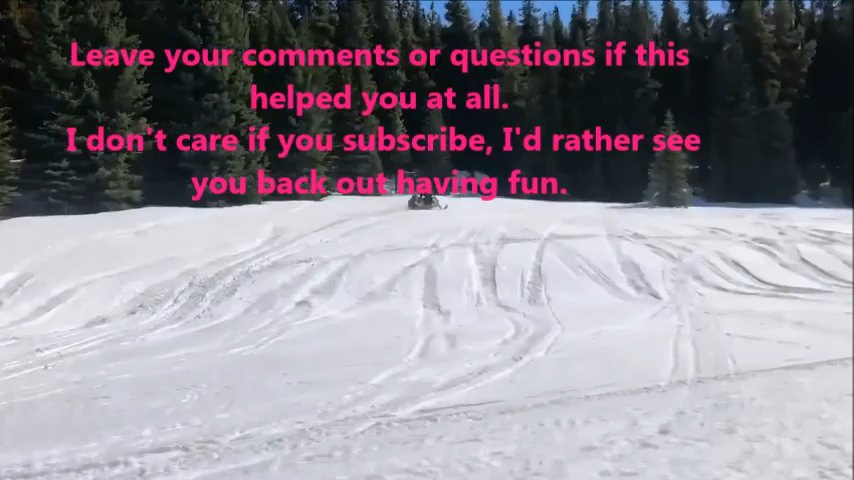 Leave your comments or questions if this
helped you at all.
I don't care if you subscribe, I'd rather see
you back out having fun.